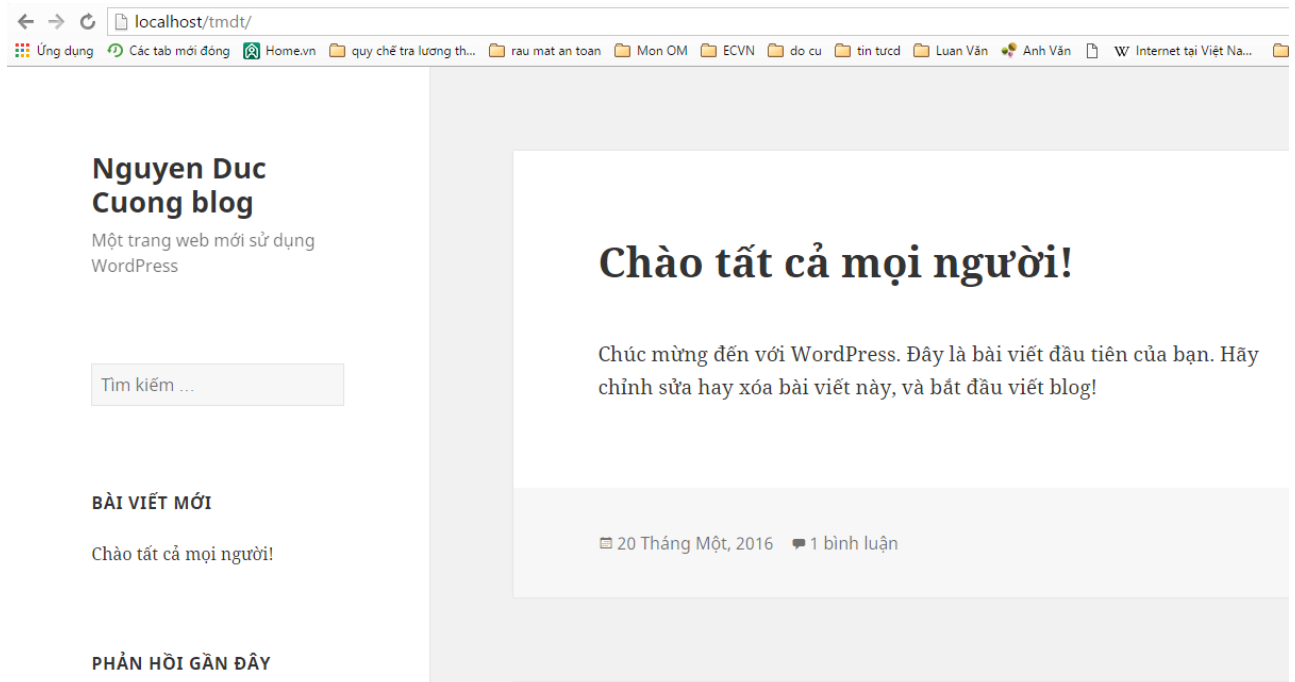 localhost/tmdt/
Ứng dụng Các tab mới đóng Home.vn quy chế tra lương th... rau mat an toan Mon OM ECVN do cu tin tưcd Luan Văn Anh Văn W Internet tại Việt Na...
Nguyen Duc
Cuong blog
Một trang web mới sử dụng
WordPress
Tìm kiếm …
BÀI VIẾT MỚI
Chào tất cả mọi người!
PHẢN HỒI GẦN ĐÂY
Chào tất cả mọi người!
Chúc mừng đến với WordPress. Đây là bài viết đầu tiên của bạn. Hãy
chỉnh sửa hay xóa bài viết này, và bắt đầu viết blog!
20 Tháng Một, 2016 1 bình luận